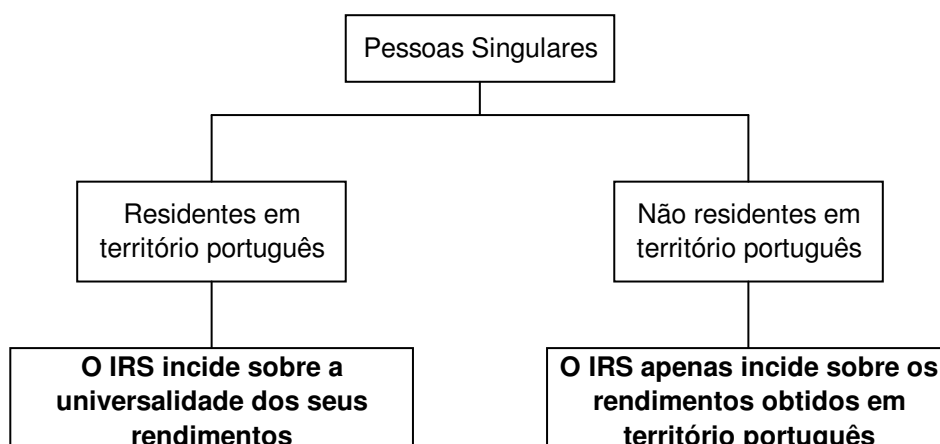 Pessoas Singulares
Residentes em
território português
Não residentes em
território português
O IRS incide sobre a
universalidade dos seus
rendimentos
O IRS apenas incide sobre os
rendimentos obtidos em
território português